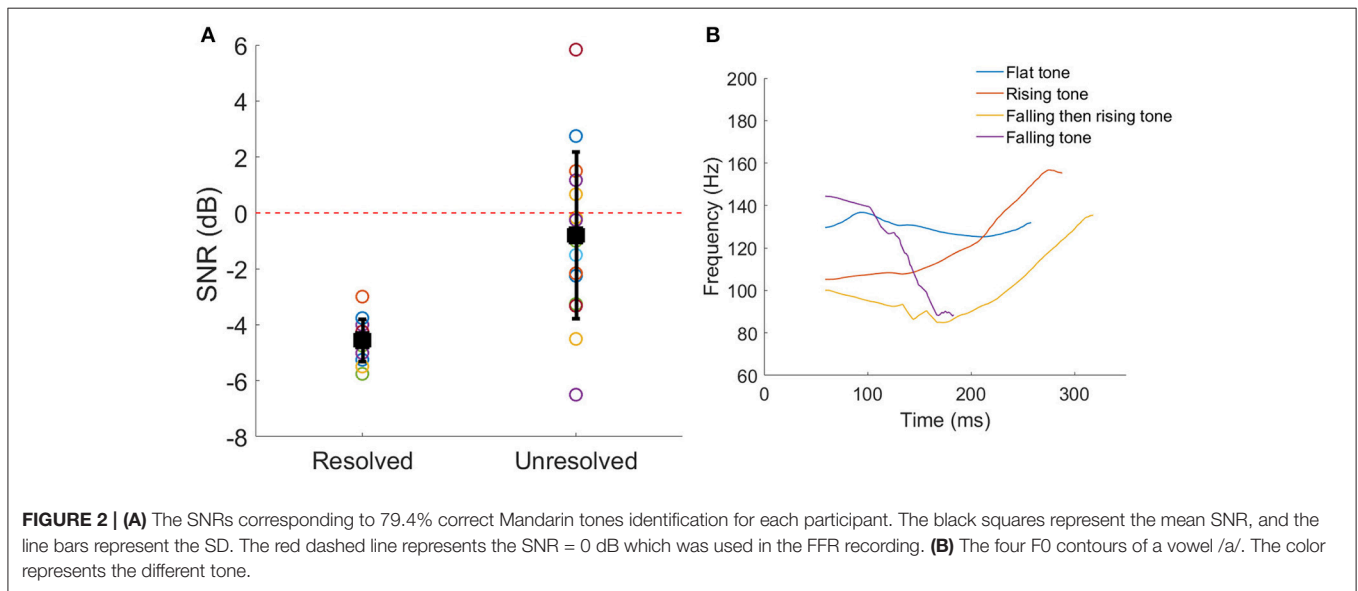 A
SNR (dB)
6
4
2
0
-2
-4
-6
-8
Resolved Unresolved
B
Frequency (Hz)
200
180
160
140
120
100
80
60
0 100 200 300
Time (ms)
Flat tone
Rising tone
Falling then rising tone
Falling tone
FIGURE 2 | (A) The SNRs corresponding to 79.4% correct Mandarin tones identification for each participant. The black squares represent the mean SNR, and the
line bars represent the SD. The red dashed line represents the SNR = 0 dB which was used in the FFR recording. (B) The four F0 contours of a vowel /a/. The color
represents the different tone.